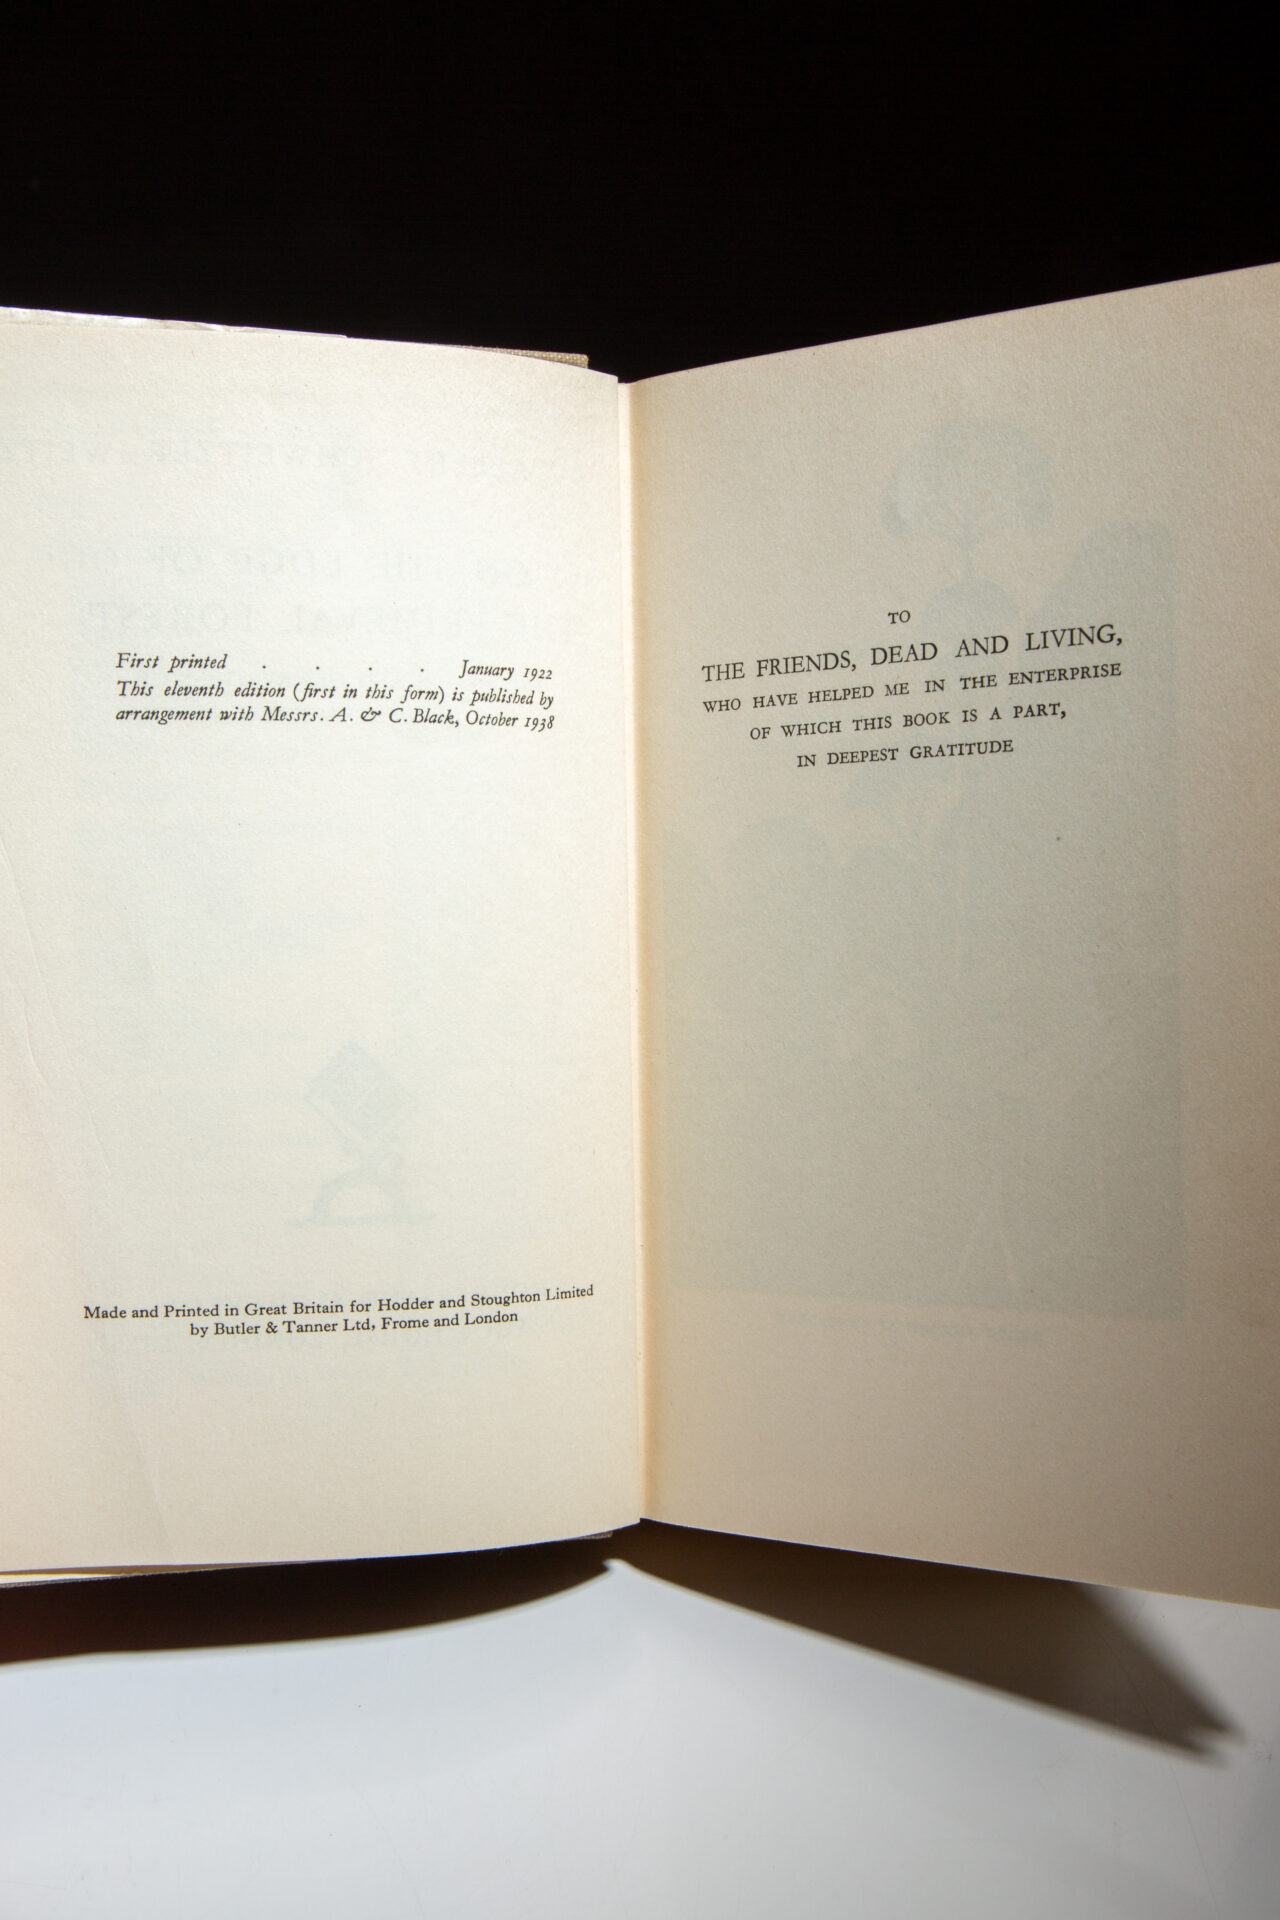 First printed . . . . January 1922
This eleventh edition (first in this form) is published by
arrangement with Messrs. A. & C. Black, October 1938
Made and Printed in Great Britain for Hodder and Stoughton Limited
by Butler & Tanner Ltd, Frome and London
TO
THE FRIENDS, DEAD AND LIVING,
WHO HAVE HELPED ME IN THE ENTERPRISE
OF WHICH THIS BOOK IS A PART,
IN DEEPEST GRATITUDE